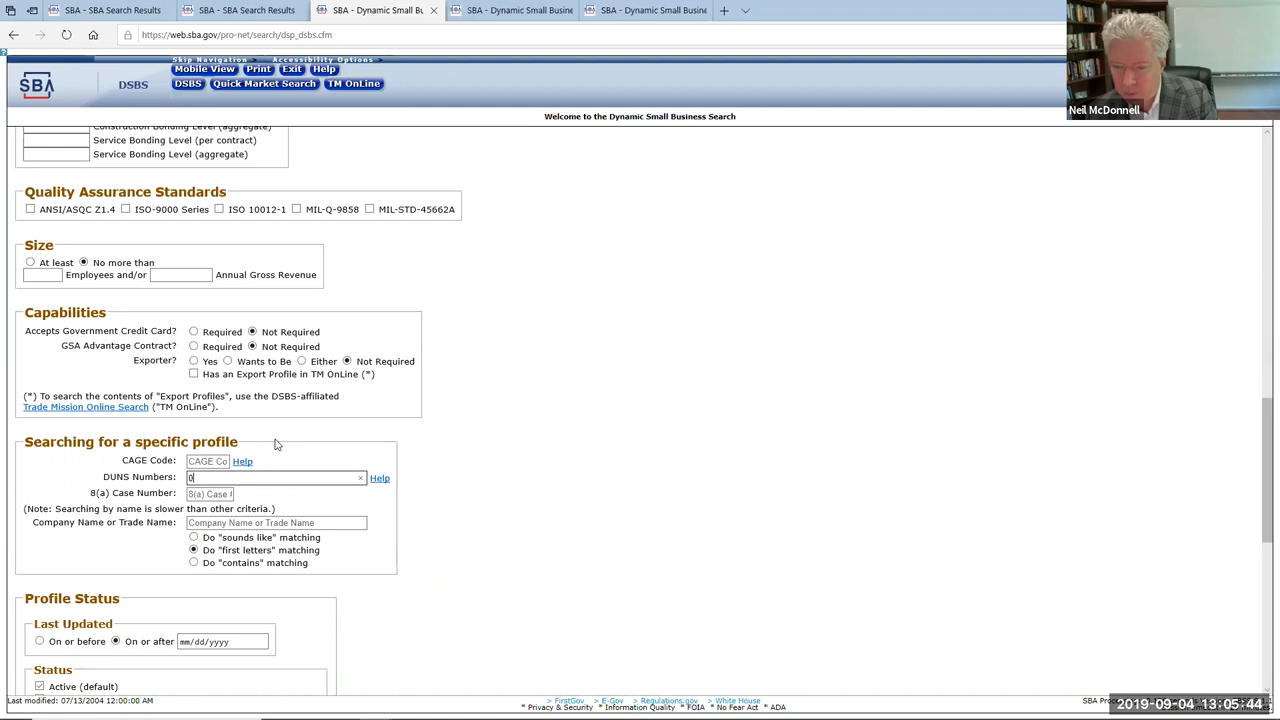 SBA - SBA Search Results
SBA - SBA Search Results
SBA - Dynamic Small Bu
SBA - Dynamic Small Busine
SBA - Dynamic Small Busin
https://web.sba.gov/pro-net/search/dsp_dsbs.cfm
Skip Navigation > Accessibility Options >
Mobile View Print Exit Help
SBA DSBS DSBS Quick Market Search TM OnLine
Neil McDonnell
Welcome to the Dynamic Small Business Search
Construction Bonding Level (aggregate)
Service Bonding Level (per contract)
Service Bonding Level (aggregate)
Quality Assurance Standards
ANSI/ASQC Z1.4 ISO-9000 Series ISO 10012-1 MIL-Q-9858 MIL-STD-45662A
Size
At least No more than
Employees and/or Annual Gross Revenue
Capabilities
Accepts Government Credit Card? Required Not Required
GSA Advantage Contract? Required Not Required
Exporter? Yes Wants to Be Either Not Required
Has an Export Profile in TM OnLine (*)
(*) To search the contents of "Export Profiles", use the DSBS-affiliated
Trade Mission Online Search ("TM OnLine").
Searching for a specific profile
CAGE Code: CAGE Co Help
DUNS Numbers: 0 Help
8(a) Case Number: 8(a) Case
(Note: Searching by name is slower than other criteria.)
Company Name or Trade Name: Company Name or Trade Name
Do "sounds like" matching
Do "first letters" matching
Do "contains" matching
Profile Status
Last Updated
On or before On or after mm/dd/yyyy
Status
Active (default)
Last modified: 07/13/2004 12:00:00 AM
> FirstGov > E-Gov > Regulations.gov > White House
* Privacy & Security * Information Quality * FOIA * No Fear Act * ADA
2019-09-04 13:05:44